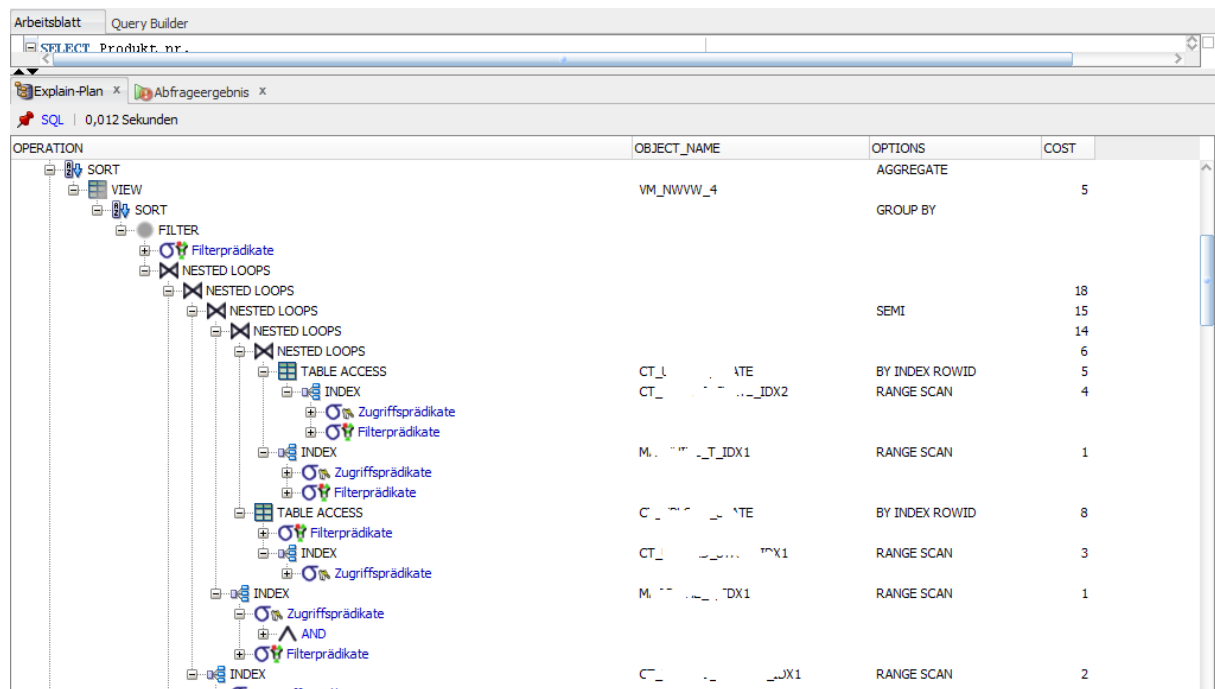 Arbeitsblatt Query Builder
SELECT Produkt_nr,
Explain-Plan x Abfrageergebnis x
SQL | 0,012 Sekunden
OPERATION OBJECT_NAME OPTIONS COST
SORT AGGREGATE
VIEW VM_NWVW_4 5
SORT GROUP BY
FILTER
Filterprädikate
NESTED LOOPS
NESTED LOOPS 18
NESTED LOOPS SEMI 15
NESTED LOOPS 14
NESTED LOOPS 6
TABLE ACCESS BY INDEX ROWID 5
INDEX RANGE SCAN 4
Zugriffsprädikate
Filterprädikate
INDEX RANGE SCAN 1
Zugriffsprädikate
Filterprädikate
TABLE ACCESS BY INDEX ROWID 8
Filterprädikate
INDEX RANGE SCAN 3
Zugriffsprädikate
INDEX RANGE SCAN 1
Zugriffsprädikate
AND
Filterprädikate
INDEX RANGE SCAN 2